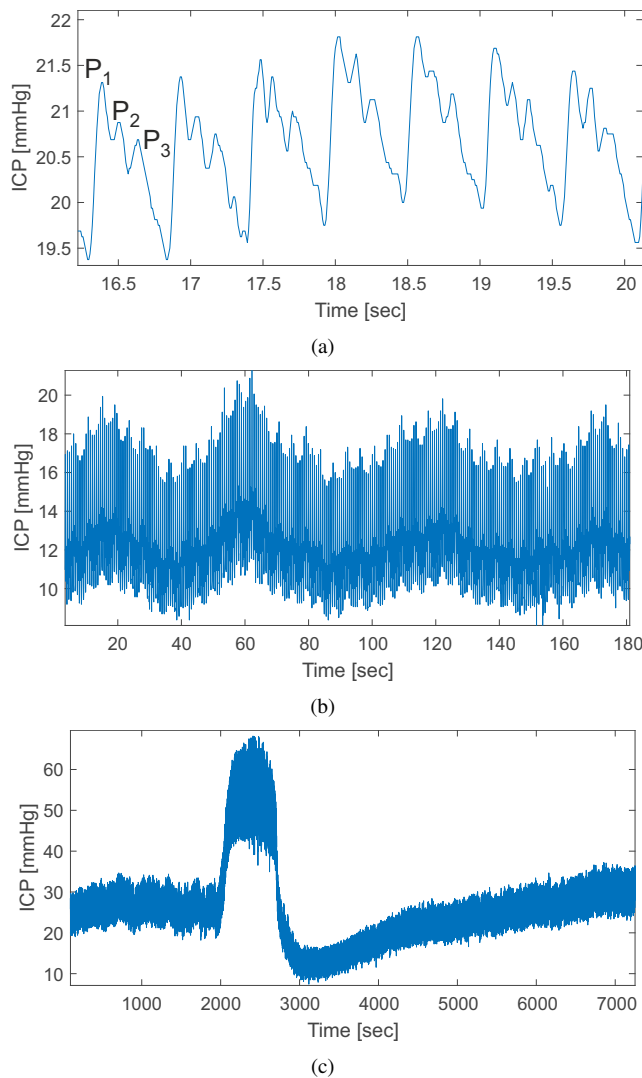 22
21.5
21
20.5
20
19.5
ICP [mmHg]
P1
P2
P3
16.5 17 17.5 18 18.5 19 19.5 20
Time [sec]
(a)
20
18
16
14
12
10
ICP [mmHg]
20 40 60 80 100 120 140 160 180
Time [sec]
(b)
60
50
40
30
20
10
ICP [mmHg]
1000 2000 3000 4000 5000 6000 7000
Time [sec]
(c)